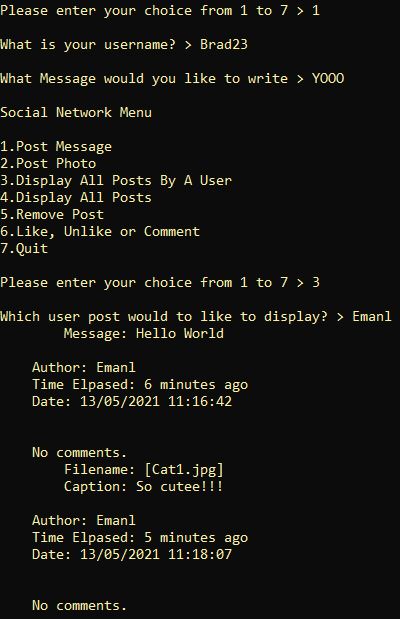 Please enter your choice from 1 to 7 > 1
What is your username? > Brad23
What Message would you like to write > YOOO
Social Network Menu
1.Post Message
2.Post Photo
3.Display All Posts By A User
4.Display All Posts
5.Remove Post
6.Like, Unlike or Comment
7.Quit
Please enter your choice from 1 to 7 > 3
Which user post would to like to display? > Emanl
Message: Hello World
Author: Emanl
Time Elpased: 6 minutes ago
Date: 13/05/2021 11:16:42
No comments.
Filename: [Cat1.jpg]
Caption: So cutee!!!
Author: Emanl
Time Elpased: 5 minutes ago
Date: 13/05/2021 11:18:07
No comments.